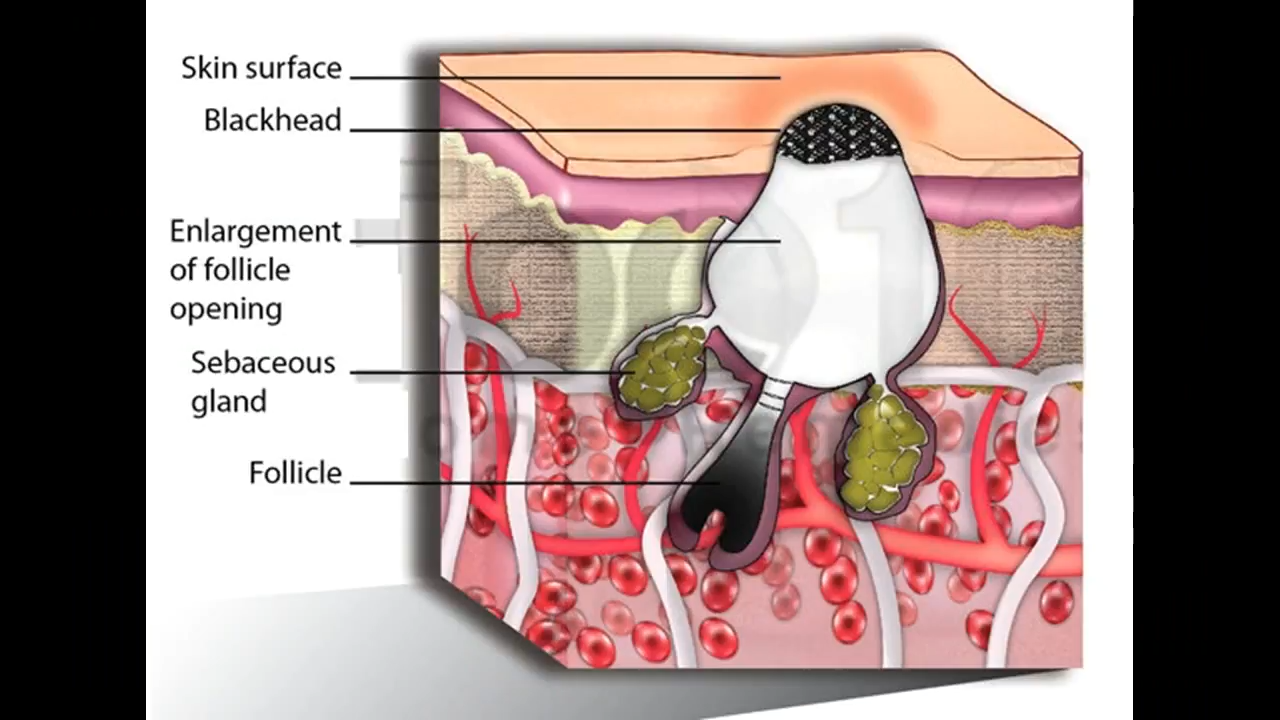 Skin surface
Blackhead
Enlargement
of follicle
opening
Sebaceous
gland
Follicle